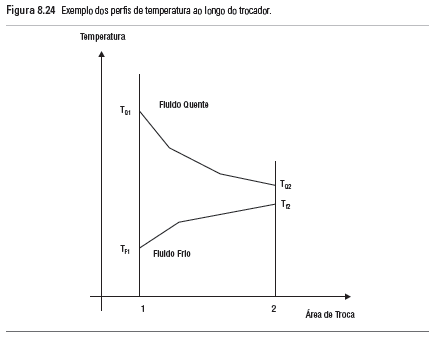 Figura 8.24 Exemplo dos perfis de temperatura ao longo do trocador.
Temperatura
Fluido Quente
TQ1
TQ2
Tf2
TF1
Fluido Frio
1
2
Área de Troca